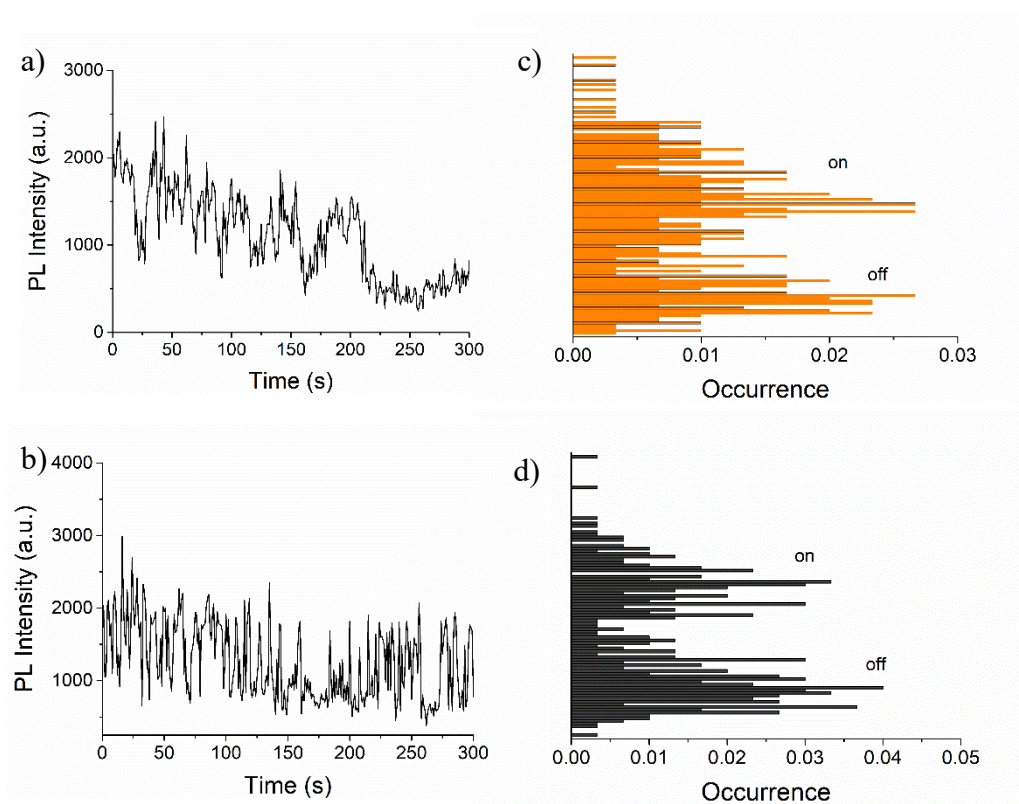 a)
3000
2000
1000
0
PL Intensity (a.u.)
0 50 100 150 200 250 300
Time (s)
c)
on
off
0.00 0.01 0.02 0.03
Occurrence
b)
4000
3000
2000
1000
PL Intensity (a.u.)
0 50 100 150 200 250 300
Time (s)
d)
on
off
0.00 0.01 0.02 0.03 0.04 0.05
Occurrence